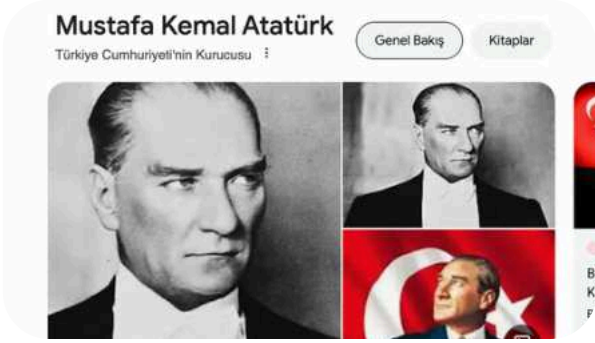 Mustafa Kemal Atatürk
Türkiye Cumhuriyeti'nin Kurucusu
Genel Bakış
Kitaplar
B
K